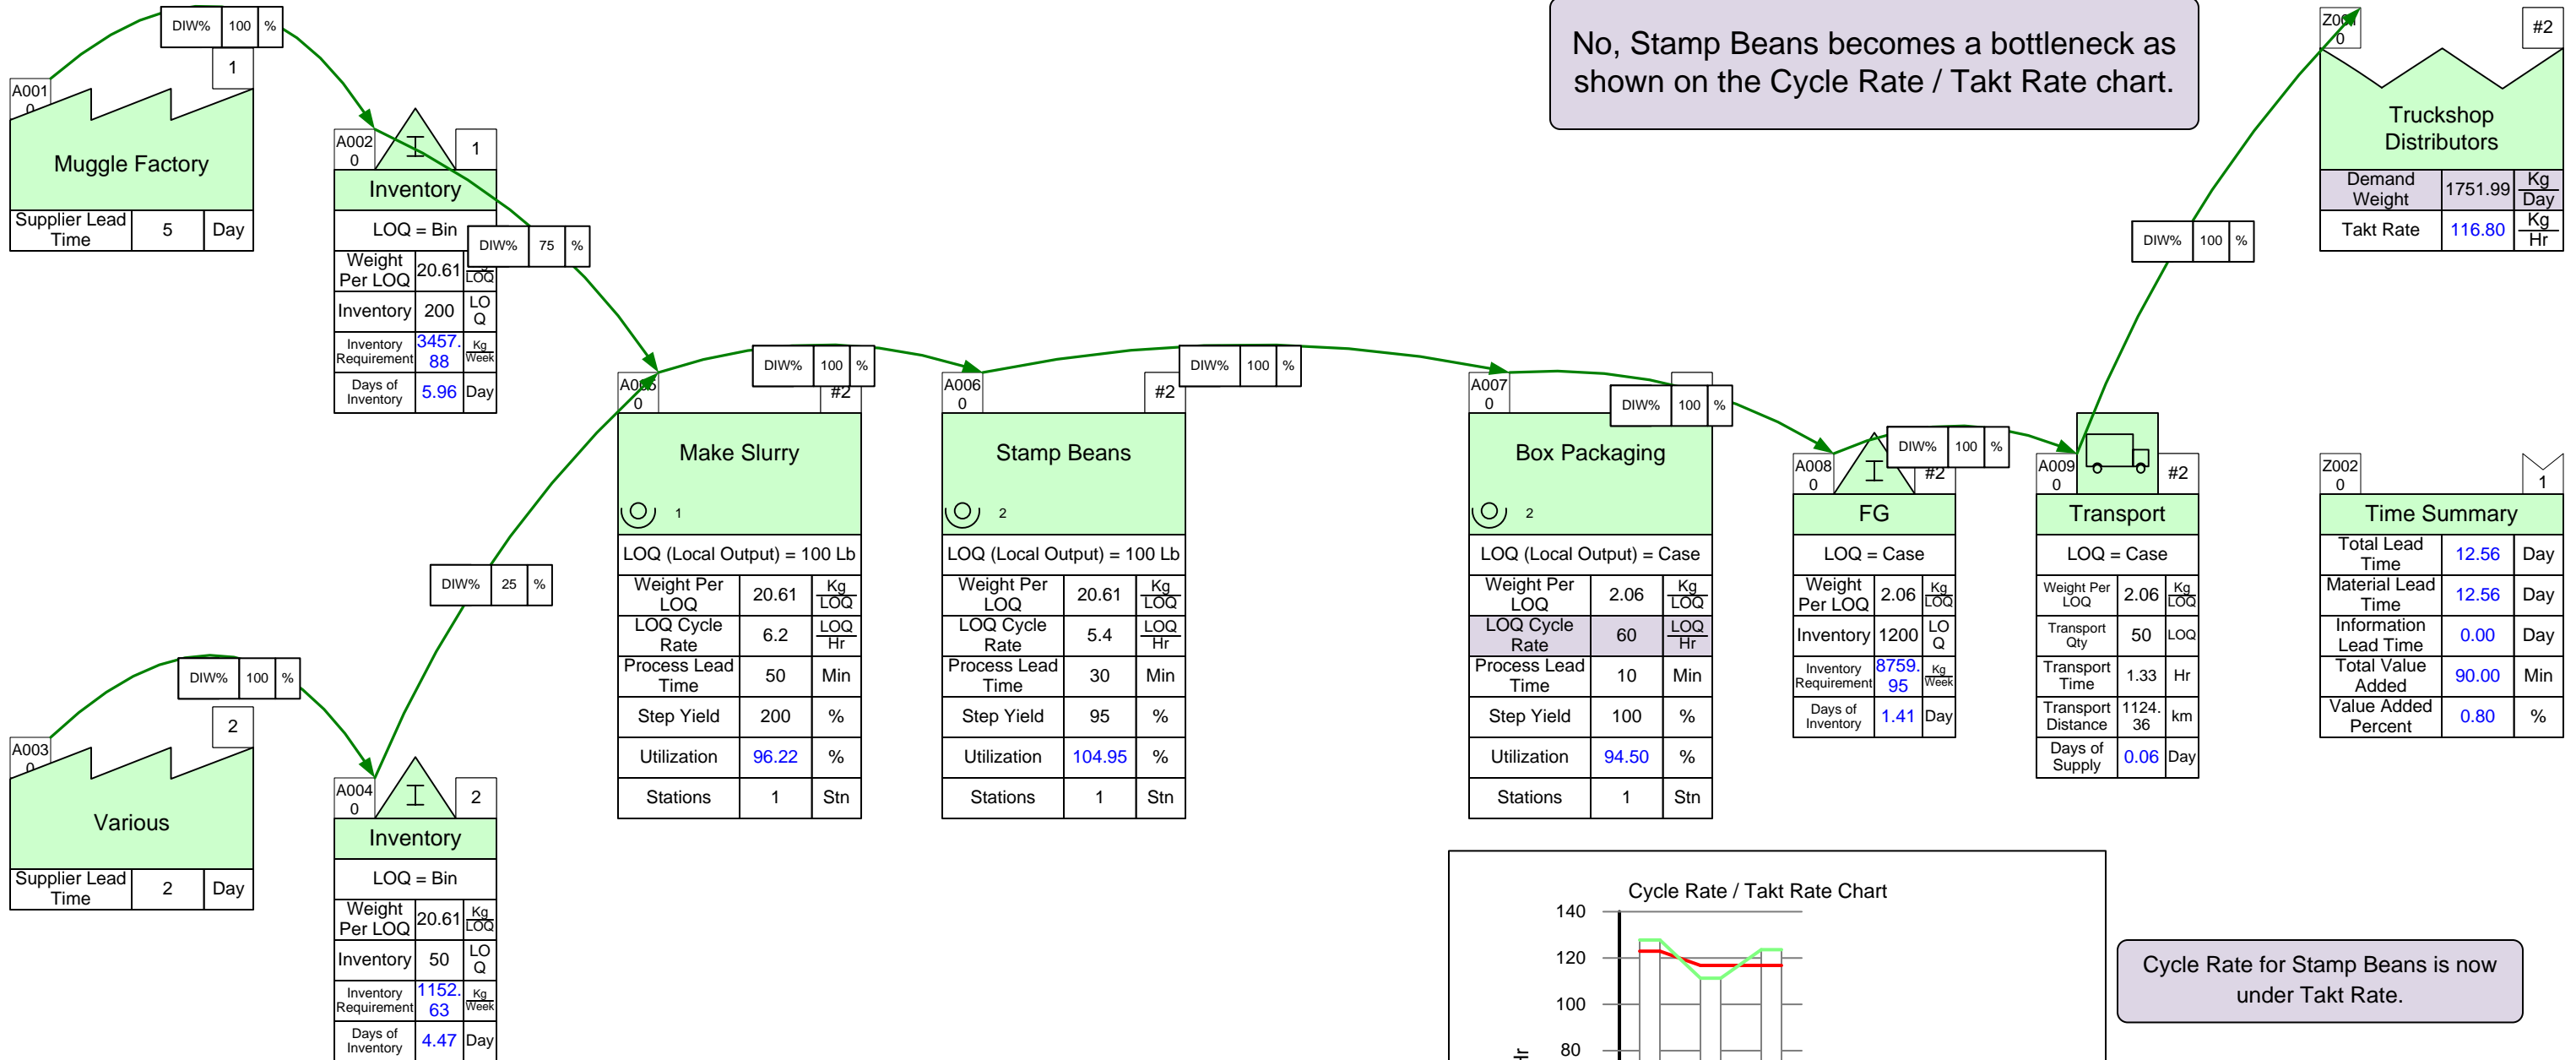 DIW% 100 %
1
A001
0
Muggle Factory
Supplier Lead
Time
5
Day
A002
0
I
1
Inventory
LOQ = Bin
Weight
Per LOQ
20.61
LOQ
Inventory
200
LO
Q
Inventory
Requirement
3457.
88
Kg
Week
Days of
Inventory
5.96
Day
DIW% 75 %
DIW% 25 %
DIW% 100 %
2
A003
0
Various
Supplier Lead
Time
2
Day
A004
0
I
2
Inventory
LOQ = Bin
Weight
Per LOQ
20.61
Kg
LOQ
Inventory
50
LO
Q
Inventory
Requirement
1152.
63
Kg
Week
Days of
Inventory
4.47
Day
0
#2
Make Slurry
1
LOQ (Local Output) = 100 Lb
Weight Per
LOQ
20.61
Kg
LOQ
LOQ Cycle
Rate
6.2
LOQ
Hr
Process Lead
Time
50
Min
Step Yield
200
%
Utilization
96.22
%
Stations
1
Stn
DIW% 100 %
A006
0
#2
Stamp Beans
2
LOQ (Local Output) = 100 Lb
Weight Per
LOQ
20.61
Kg
LOQ
LOQ Cycle
Rate
5.4
LOQ
Hr
Process Lead
Time
30
Min
Step Yield
95
%
Utilization
104.95
%
Stations
1
Stn
DIW% 100 %
A007
0
Box Packaging
2
LOQ (Local Output) = Case
Weight Per
LOQ
2.06
Kg
LOQ
LOQ Cycle
Rate
60
LOQ
Hr
Process Lead
Time
10
Min
Step Yield
100
%
Utilization
94.50
%
Stations
1
Stn
DIW% 100 %
A008
0
I
#2
FG
LOQ = Case
Weight
Per LOQ
2.06
Kg
LOQ
Inventory
1200
LO
Q
Inventory
Requirement
8759.
95
Kg
Week
Days of
Inventory
1.41
Day
DIW% 100 %
A009
0
#2
Transport
LOQ = Case
Weight Per
LOQ
2.06
Kg
LOQ
Transport
Qty
50
LOQ
Transport
Time
1.33
Hr
Transport
Distance
1124.
36
km
Days of
Supply
0.06
Day
DIW% 100 %
No, Stamp Beans becomes a bottleneck as
shown on the Cycle Rate / Takt Rate chart.
0
#2
Truckshop
Distributors
Demand
Weight
1751.99
Kg
Day
Takt Rate
116.80
Kg
Hr
Z002
0
1
Time Summary
Total Lead
Time
12.56
Day
Material Lead
Time
12.56
Day
Information
Lead Time
0.00
Day
Total Value
Added
90.00
Min
Value Added
Percent
0.80
%
Cycle Rate / Takt Rate Chart
140
120
100
80
Hr
Cycle Rate for Stamp Beans is now
under Takt Rate.